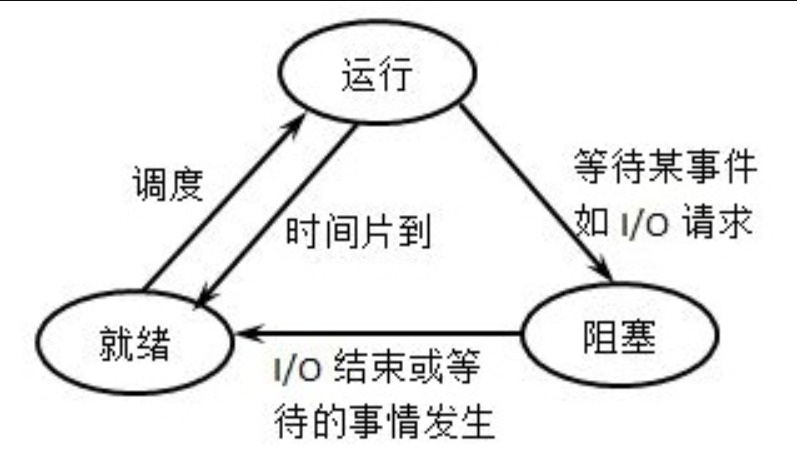 运行
调度
时间片到
等待某事件
如 I/O 请求
就绪
阻塞
I/O 结束或等
待的事情发生